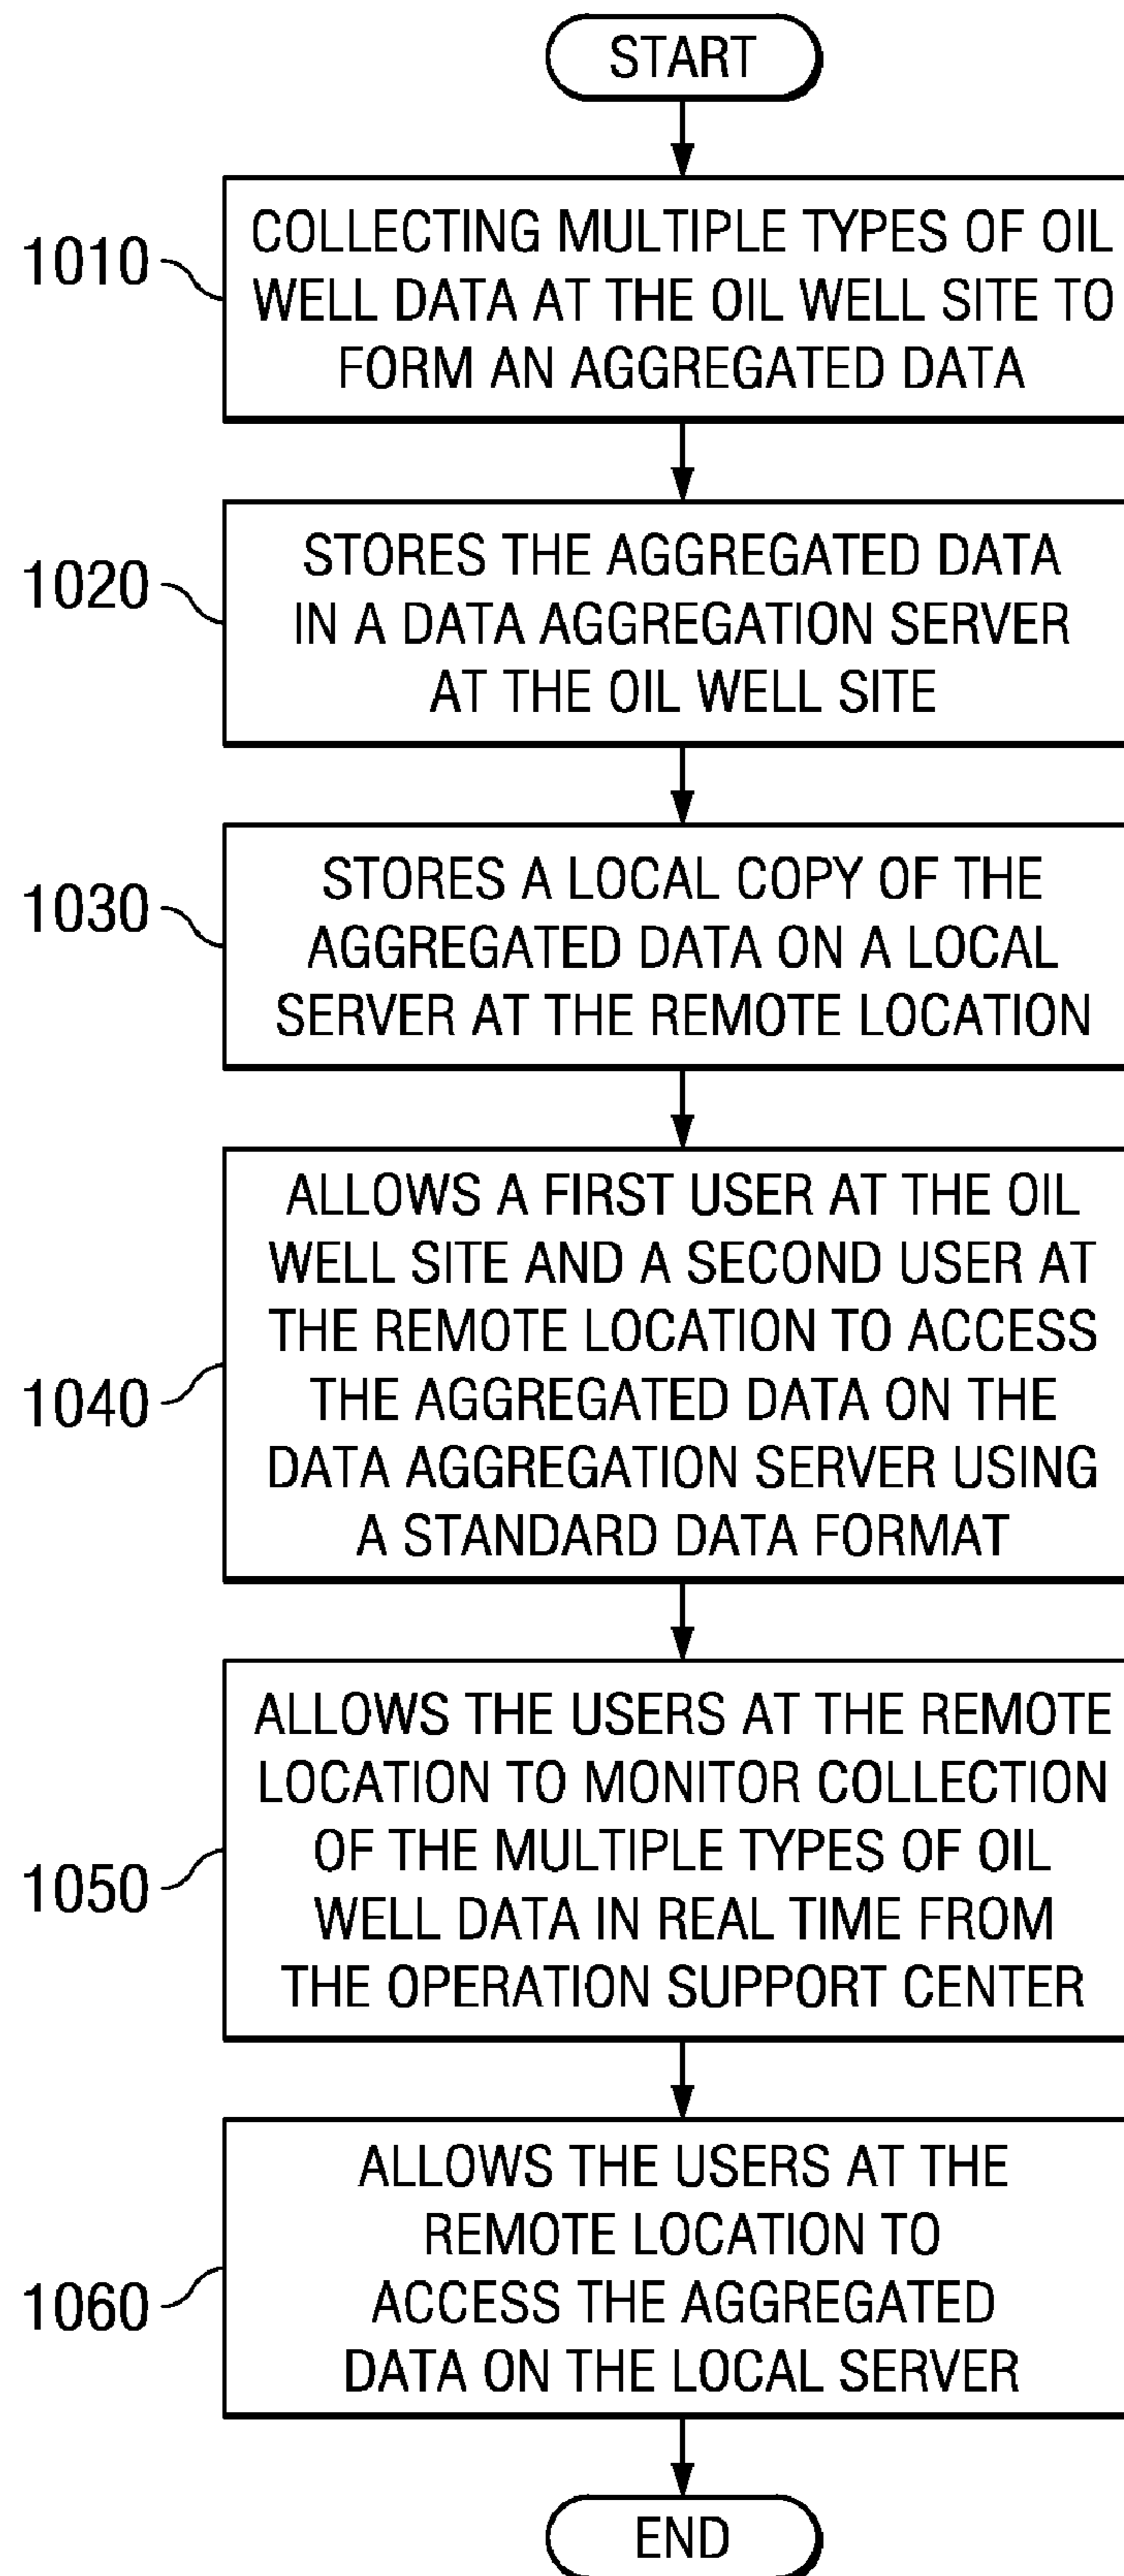 START
1010
COLLECTING MULTIPLE TYPES OF OIL
WELL DATA AT THE OIL WELL SITE TO
FORM AN AGGREGATED DATA
1020
STORES THE AGGREGATED DATA
IN A DATA AGGREGATION SERVER
AT THE OIL WELL SITE
1030
STORES A LOCAL COPY OF THE
AGGREGATED DATA ON A LOCAL
SERVER AT THE REMOTE LOCATION
1040
ALLOWS A FIRST USER AT THE OIL
WELL SITE AND A SECOND USER AT
THE REMOTE LOCATION TO ACCESS
THE AGGREGATED DATA ON THE
DATA AGGREGATION SERVER USING
A STANDARD DATA FORMAT
1050
ALLOWS THE USERS AT THE REMOTE
LOCATION TO MONITOR COLLECTION
OF THE MULTIPLE TYPES OF OIL
WELL DATA IN REAL TIME FROM
THE OPERATION SUPPORT CENTER
1060
ALLOWS THE USERS AT THE
REMOTE LOCATION TO
ACCESS THE AGGREGATED
DATA ON THE LOCAL SERVER
END